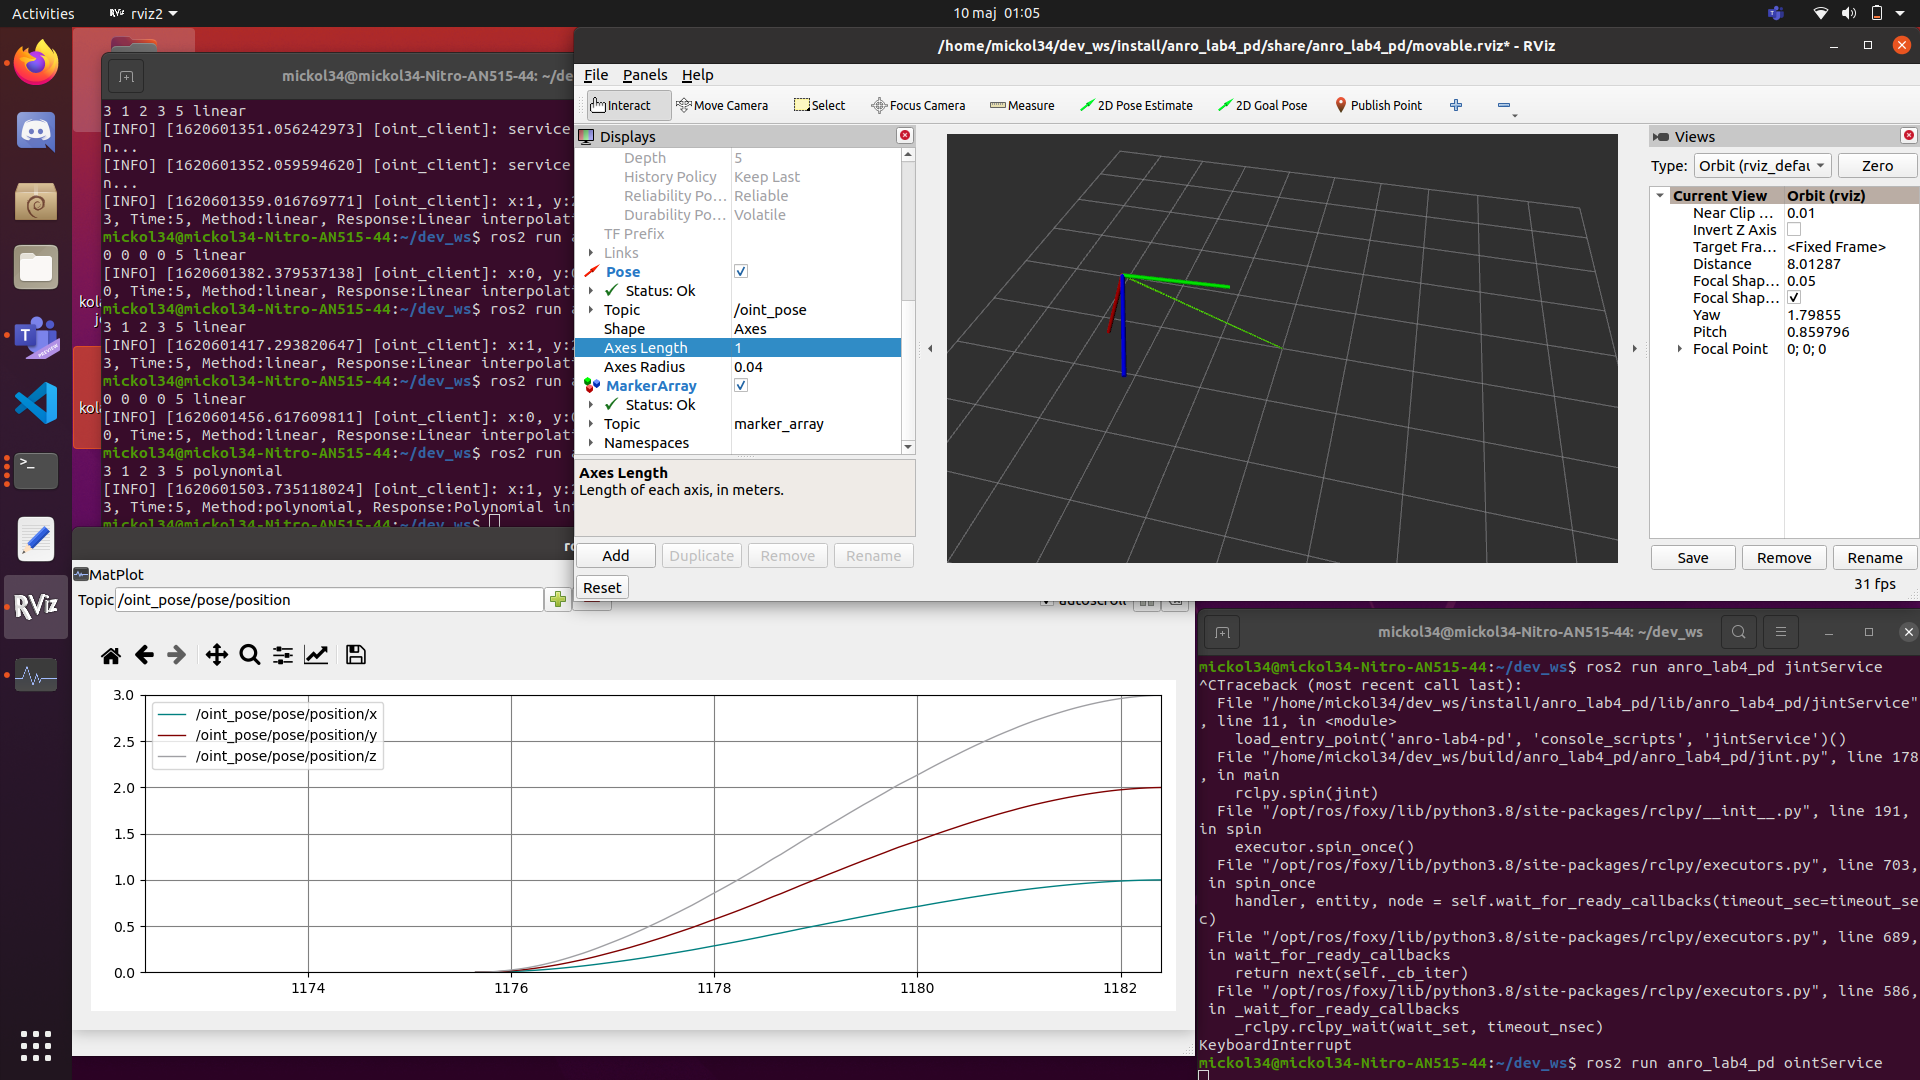 Activities
rviz2
10 maj 01:05
mickol34@mickol34-Nitro-AN515-44: ~/de
3 1 2 3 5 linear
[INFO] [1620601351.056242973] [oint_client]: service
n...
[INFO] [1620601352.059594620] [oint_client]: service
n...
[INFO] [1620601359.016769771] [oint_client]: x:1, y:
3, Time:5, Method:linear, Response:Linear interpolat
mickol34@mickol34-Nitro-AN515-44:~/dev_ws$ ros2 run
0 0 0 0 5 linear
[INFO] [1620601382.379537138] [oint_client]: x:0, y:
0, Time:5, Method:linear, Response:Linear interpolat
mickol34@mickol34-Nitro-AN515-44:~/dev_ws$ ros2 run
3 1 2 3 5 linear
[INFO] [1620601417.293820647] [oint_client]: x:1, y:
3, Time:5, Method:linear, Response:Linear interpolat
mickol34@mickol34-Nitro-AN515-44:~/dev_ws$ ros2 run
0 0 0 0 5 linear
[INFO] [1620601456.617609811] [oint_client]: x:0, y:
0, Time:5, Method:linear, Response:Linear interpolat
mickol34@mickol34-Nitro-AN515-44:~/dev_ws$ ros2 run
3 1 2 3 5 polynomial
[INFO] [1620601503.735118024] [oint_client]: x:1, y:
3, Time:5, Method:polynomial, Response:Polynomial in
mickol34@mickol34-Nitro-AN515-44:~/dev_ws$
/home/mickol34/dev_ws/install/anro_lab4_pd/share/anro_lab4_pd/movable.rviz* - RViz
File Panels Help
Interact Move Camera Select Focus Camera Measure 2D Pose Estimate 2D Goal Pose Publish Point
Displays
Depth 5
History Policy Keep Last
Reliability Po... Reliable
Durability Po... Volatile
TF Prefix
Links
Pose
Status: Ok
Topic /oint_pose
Shape Axes
Axes Length 1
Axes Radius 0.04
MarkerArray
Status: Ok
Topic marker_array
Namespaces
Axes Length
Length of each axis, in meters.
Add Duplicate Remove Rename
Reset
Views
Type: Orbit (rviz_defau Zero
Current View Orbit (rviz)
Near Clip ... 0.01
Invert Z Axis
Target Fra... <Fixed Frame>
Distance 8.01287
Focal Shap... 0.05
Focal Shap...
Yaw 1.79855
Pitch 0.859796
Focal Point 0; 0; 0
Save Remove Rename
31 fps
MatPlot
Topic /oint_pose/pose/position
autoscroll
/oint_pose/pose/position/x
/oint_pose/pose/position/y
/oint_pose/pose/position/z
3.0
2.5
2.0
1.5
1.0
0.5
0.0
1174 1176 1178 1180 1182
mickol34@mickol34-Nitro-AN515-44: ~/dev_ws
mickol34@mickol34-Nitro-AN515-44:~/dev_ws$ ros2 run anro_lab4_pd jintService
^CTraceback (most recent call last):
File "/home/mickol34/dev_ws/install/anro_lab4_pd/lib/anro_lab4_pd/jintService"
, line 11, in <module>
load_entry_point('anro-lab4-pd', 'console_scripts', 'jintService')()
File "/home/mickol34/dev_ws/build/anro_lab4_pd/anro_lab4_pd/jint.py", line 178
, in main
rclpy.spin(jint)
File "/opt/ros/foxy/lib/python3.8/site-packages/rclpy/__init__.py", line 191,
in spin
executor.spin_once()
File "/opt/ros/foxy/lib/python3.8/site-packages/rclpy/executors.py", line 703,
in spin_once
handler, entity, node = self.wait_for_ready_callbacks(timeout_sec=timeout_se
c)
File "/opt/ros/foxy/lib/python3.8/site-packages/rclpy/executors.py", line 689,
in wait_for_ready_callbacks
return next(self._cb_iter)
File "/opt/ros/foxy/lib/python3.8/site-packages/rclpy/executors.py", line 586,
in _wait_for_ready_callbacks
_rclpy.rclpy_wait(wait_set, timeout_nsec)
KeyboardInterrupt
mickol34@mickol34-Nitro-AN515-44:~/dev_ws$ ros2 run anro_lab4_pd ointService